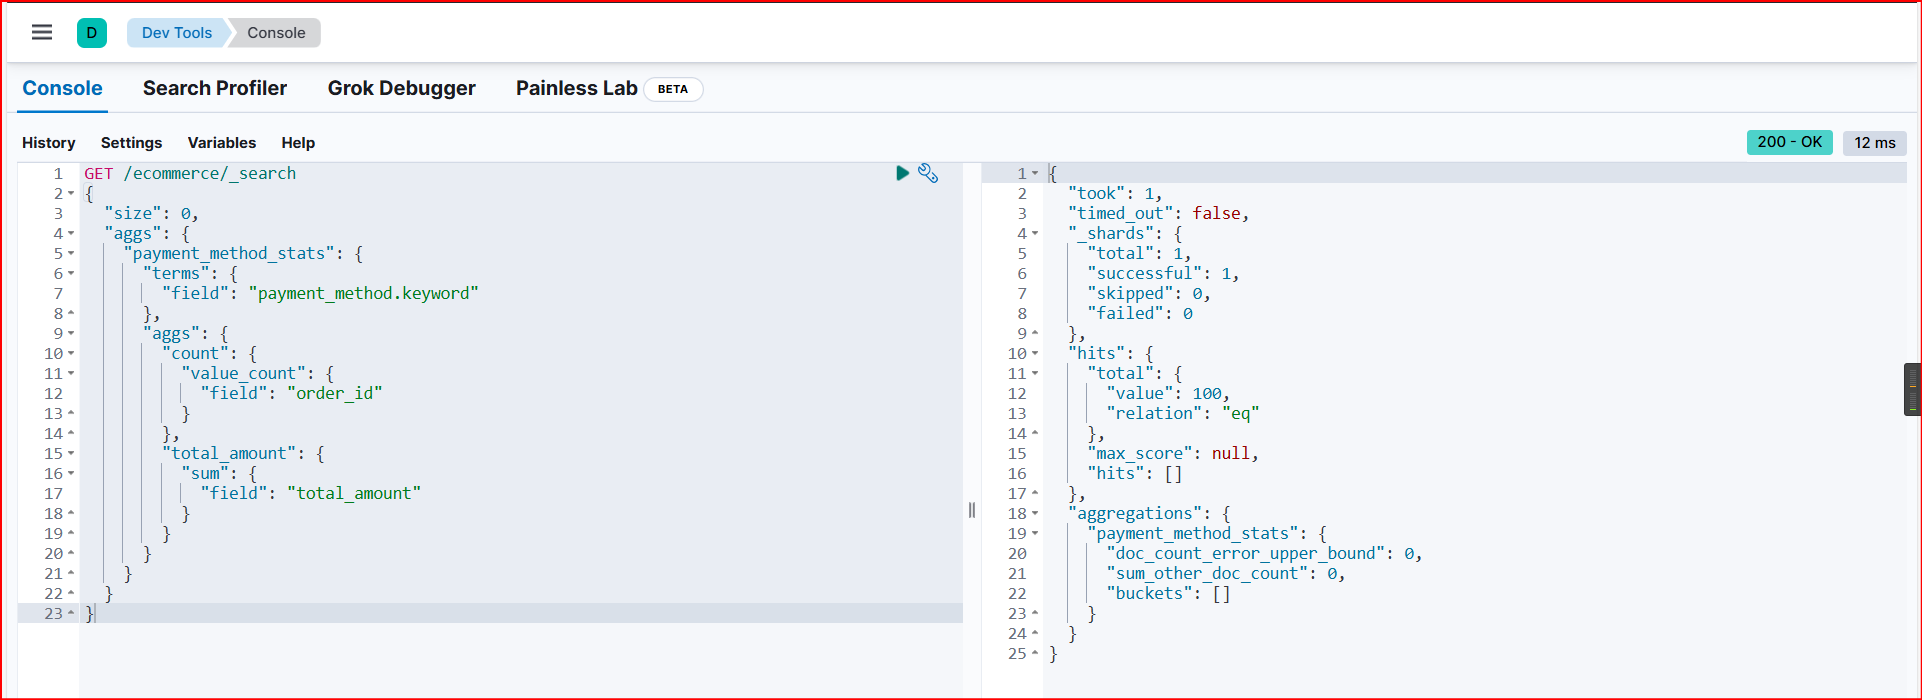 D Dev Tools Console
Console Search Profiler Grok Debugger Painless Lab BETA
History Settings Variables Help 200 - OK 12 ms
1 GET /ecommerce/_search
2 {
3 "size": 0,
4 "aggs": {
5 "payment_method_stats": {
6 "terms": {
7 "field": "payment_method.keyword"
8 },
9 "aggs": {
10 "count": {
11 "value_count": {
12 "field": "order_id"
13 }
14 },
15 "total_amount": {
16 "sum": {
17 "field": "total_amount"
18 }
19 }
20 }
21 }
22 }
23 }
1 {
2 "took": 1,
3 "timed_out": false,
4 "_shards": {
5 "total": 1,
6 "successful": 1,
7 "skipped": 0,
8 "failed": 0
9 },
10 "hits": {
11 "total": {
12 "value": 100,
13 "relation": "eq"
14 },
15 "max_score": null,
16 "hits": []
17 },
18 "aggregations": {
19 "payment_method_stats": {
20 "doc_count_error_upper_bound": 0,
21 "sum_other_doc_count": 0,
22 "buckets": []
23 }
24 }
25 }